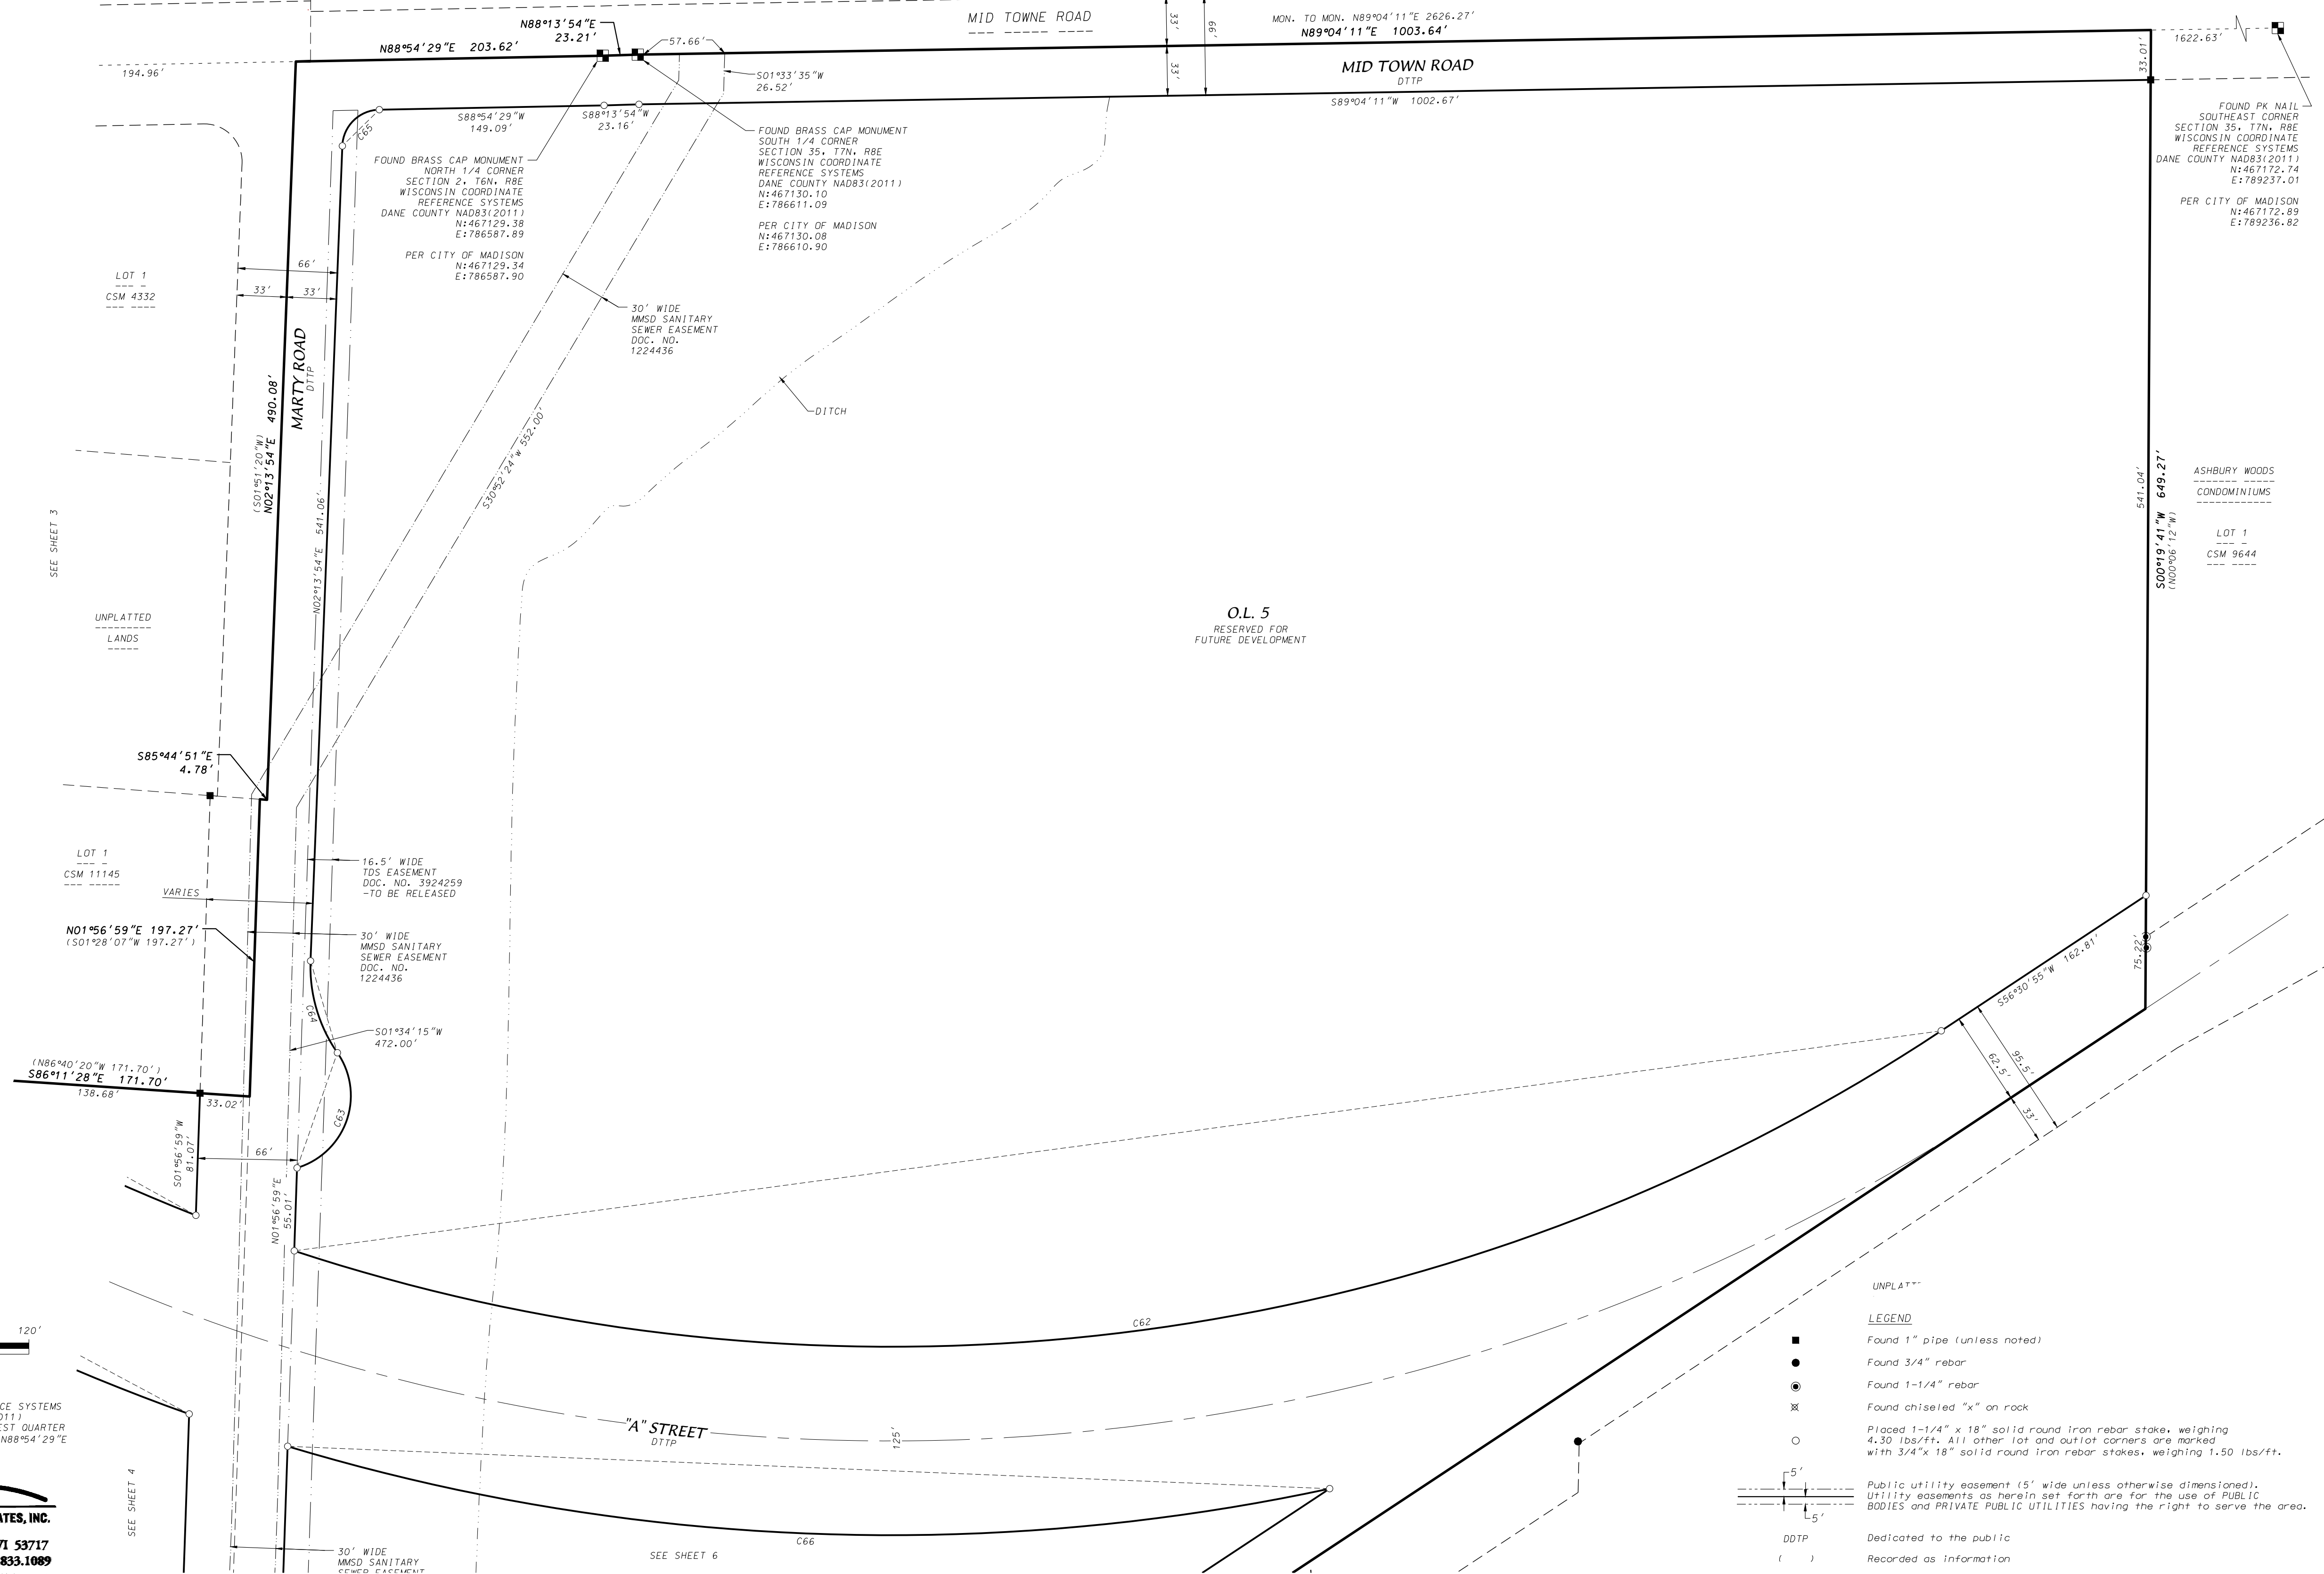 N88°13'54"E
23.21'
N88°54'29"E 203.62'
194.96'
57.66'
MID TOWNE ROAD
33'
66'
33'
MON. TO MON. N89°04'11"E 2626.27'
N89°04'11"E 1003.64'
MID TOWN ROAD
DTTP
S89°04'11"W 1002.67'
33.01'
1622.63'
S01°33'35"W
26.52'
C65
S88°54'29"W
149.09'
S88°13'54"W
23.16'
FOUND BRASS CAP MONUMENT
NORTH 1/4 CORNER
SECTION 2, T6N, R8E
WISCONSIN COORDINATE
REFERENCE SYSTEMS
DANE COUNTY NAD83(2011)
N:467129.38
E:786587.89
PER CITY OF MADISON
N:467129.34
E:786587.90
FOUND BRASS CAP MONUMENT
SOUTH 1/4 CORNER
SECTION 35, T7N, R8E
WISCONSIN COORDINATE
REFERENCE SYSTEMS
DANE COUNTY NAD83(2011)
N:467130.10
E:786611.09
PER CITY OF MADISON
N:467130.08
E:786610.90
FOUND PK NAIL
SOUTHEAST CORNER
SECTION 35, T7N, R8E
WISCONSIN COORDINATE
REFERENCE SYSTEMS
DANE COUNTY NAD83(2011)
N:467172.74
E:789237.01
PER CITY OF MADISON
N:467172.89
E:789236.82
LOT 1
CSM 4332
66'
33'
33'
MARTY ROAD
DTTP
30' WIDE
MMSD SANITARY
SEWER EASEMENT
DOC. NO.
1224436
DITCH
(S01°51'20"W)
N02°13'54"E 490.08'
N02°13'54"E 541.06'
S30°52'24"W 552.00'
SEE SHEET 3
541.04'
S00°19'41"W 649.27'
(N00°06'12"W)
ASHBURY WOODS
CONDOMINIUMS
LOT 1
CSM 9644
UNPLATTED
LANDS
O.L. 5
RESERVED FOR
FUTURE DEVELOPMENT
S85°44'51"E
4.78'
LOT 1
CSM 11145
VARIES
16.5' WIDE
TDS EASEMENT
DOC. NO. 3924259
-TO BE RELEASED
N01°56'59"E 197.27'
(S01°28'07"W 197.27')
30' WIDE
MMSD SANITARY
SEWER EASEMENT
DOC. NO.
1224436
C64
S01°34'15"W
472.00'
S56°30'55"W 162.81'
75.22'
62.5'
95.5'
33'
(N86°40'20"W 171.70')
S86°11'28"E 171.70'
138.68'
33.02'
C63
S01°56'59"W
81.07'
66'
N01°56'59"E
55.01'
C62
120'
"A" STREET
DTTP
125'
C66
SEE SHEET 6
SEE SHEET 4
CE SYSTEMS
011)
EST QUARTER
N88°54'29"E
ATES, INC.
WI 53717
833.1089
30' WIDE
MMSD SANITARY
SEWER EASEMENT
LEGEND
Found 1" pipe (unless noted)
Found 3/4" rebar
Found 1-1/4" rebar
Found chiseled "x" on rock
Placed 1-1/4" x 18" solid round iron rebar stake, weighing
4.30 lbs/ft. All other lot and outlot corners are marked
with 3/4"x 18" solid round iron rebar stakes, weighing 1.50 lbs/ft.
5'
5'
Public utility easement (5' wide unless otherwise dimensioned).
Utility easements as herein set forth are for the use of PUBLIC
BODIES and PRIVATE PUBLIC UTILITIES having the right to serve the area.
DDTP Dedicated to the public
( ) Recorded as information